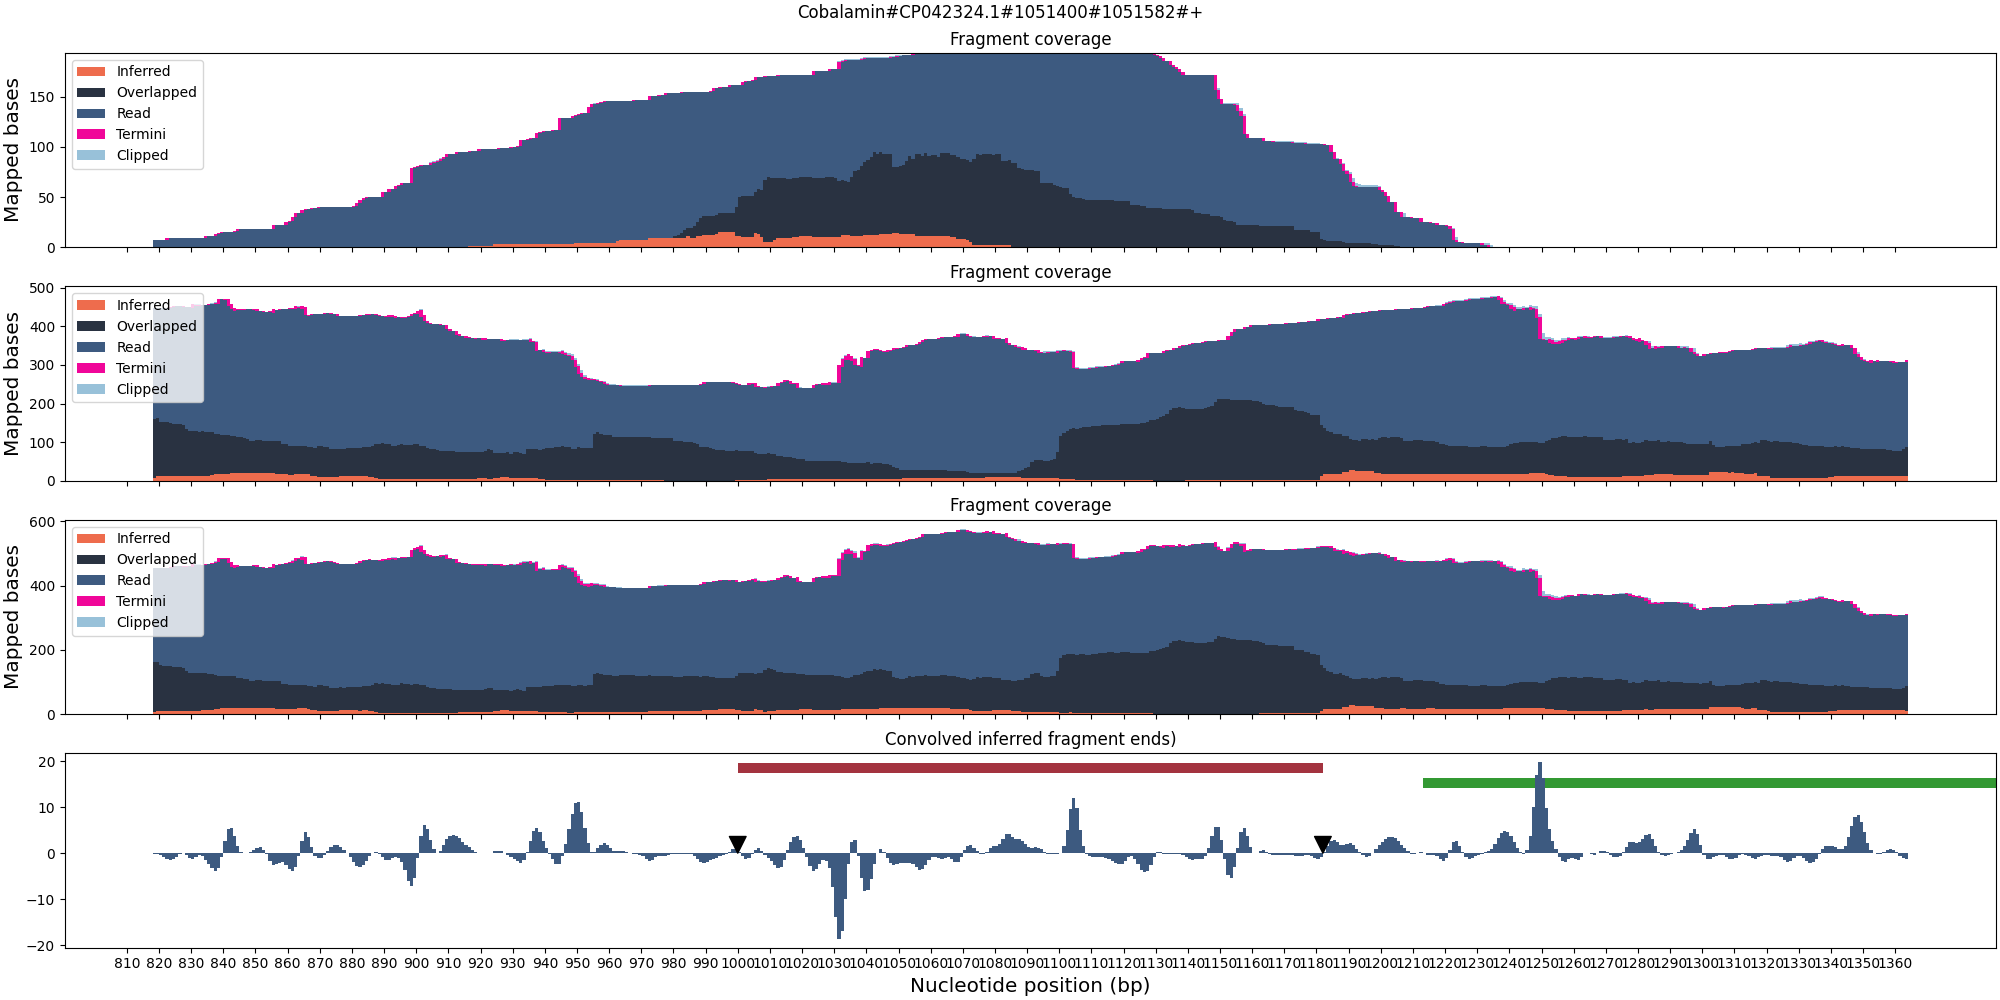 Cobalamin#CP042324.1#1051400#1051582#+
Fragment coverage
Mapped bases
150
100
50
0
Inferred
Overlapped
Read
Termini
Clipped
Fragment coverage
Mapped bases
500
400
300
200
100
0
Inferred
Overlapped
Read
Termini
Clipped
Fragment coverage
Mapped bases
600
400
200
0
Inferred
Overlapped
Read
Termini
Clipped
Convolved inferred fragment ends)
20
10
0
−10
−20
810 820 830 840 850 860 870 880 890 900 910 920 930 940 950 960 970 980 990 1000 1010 1020 1030 1040 1050 1060 1070 1080 1090 1100 1110 1120 1130 1140 1150 1160 1170 1180 1190 1200 1210 1220 1230 1240 1250 1260 1270 1280 1290 1300 1310 1320 1330 1340 1350 1360
Nucleotide position (bp)